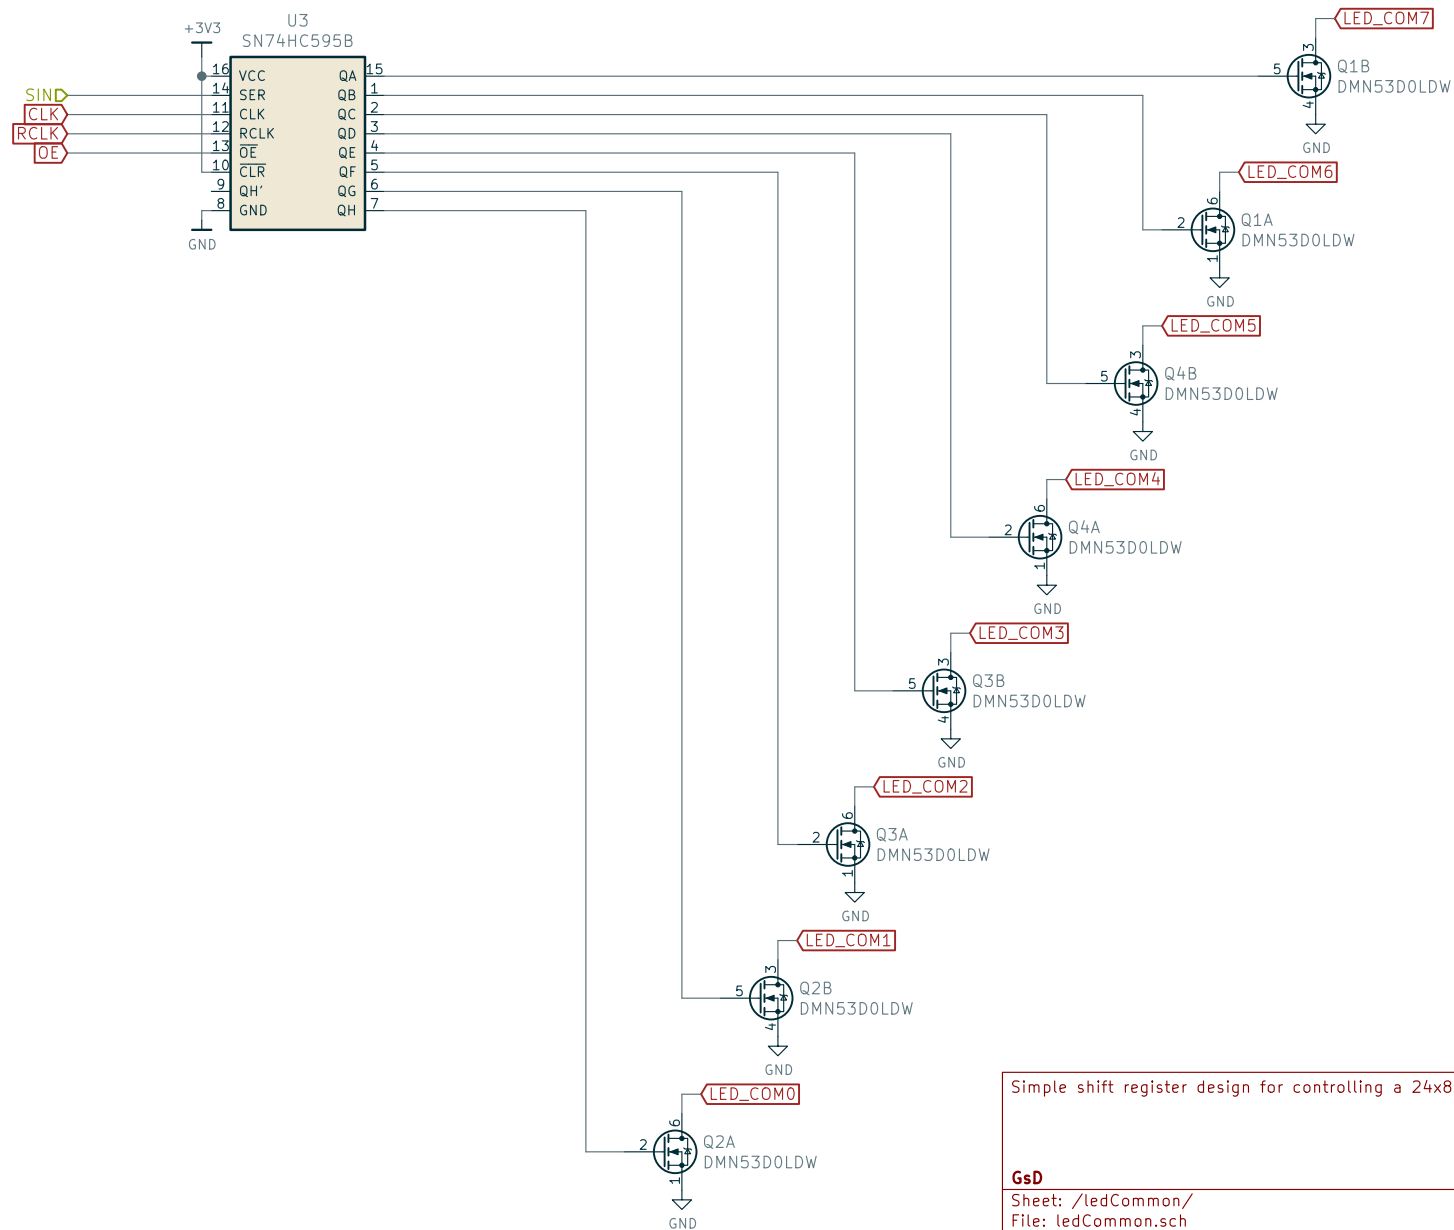 U3
SN74HC595B
+3V3
16 VCC QA 15
SIN 14 SER QB 1
CLK 11 CLK QC 2
RCLK 12 RCLK QD 3
OE 13 OE QE 4
10 CLR QF 5
9 QH' QG 6
8 GND QH 7
GND
LED_COM7
3
5
Q1B
DMN53D0LDW
4
GND
LED_COM6
6
2
Q1A
DMN53D0LDW
1
GND
LED_COM5
3
5
Q4B
DMN53D0LDW
4
GND
LED_COM4
6
2
Q4A
DMN53D0LDW
1
GND
LED_COM3
3
5
Q3B
DMN53D0LDW
4
GND
LED_COM2
6
2
Q3A
DMN53D0LDW
1
GND
LED_COM1
3
5
Q2B
DMN53D0LDW
4
GND
LED_COM0
6
2
Q2A
DMN53D0LDW
1
GND
Simple shift register design for controlling a 24x8
GsD
Sheet: /ledCommon/
File: ledCommon.sch